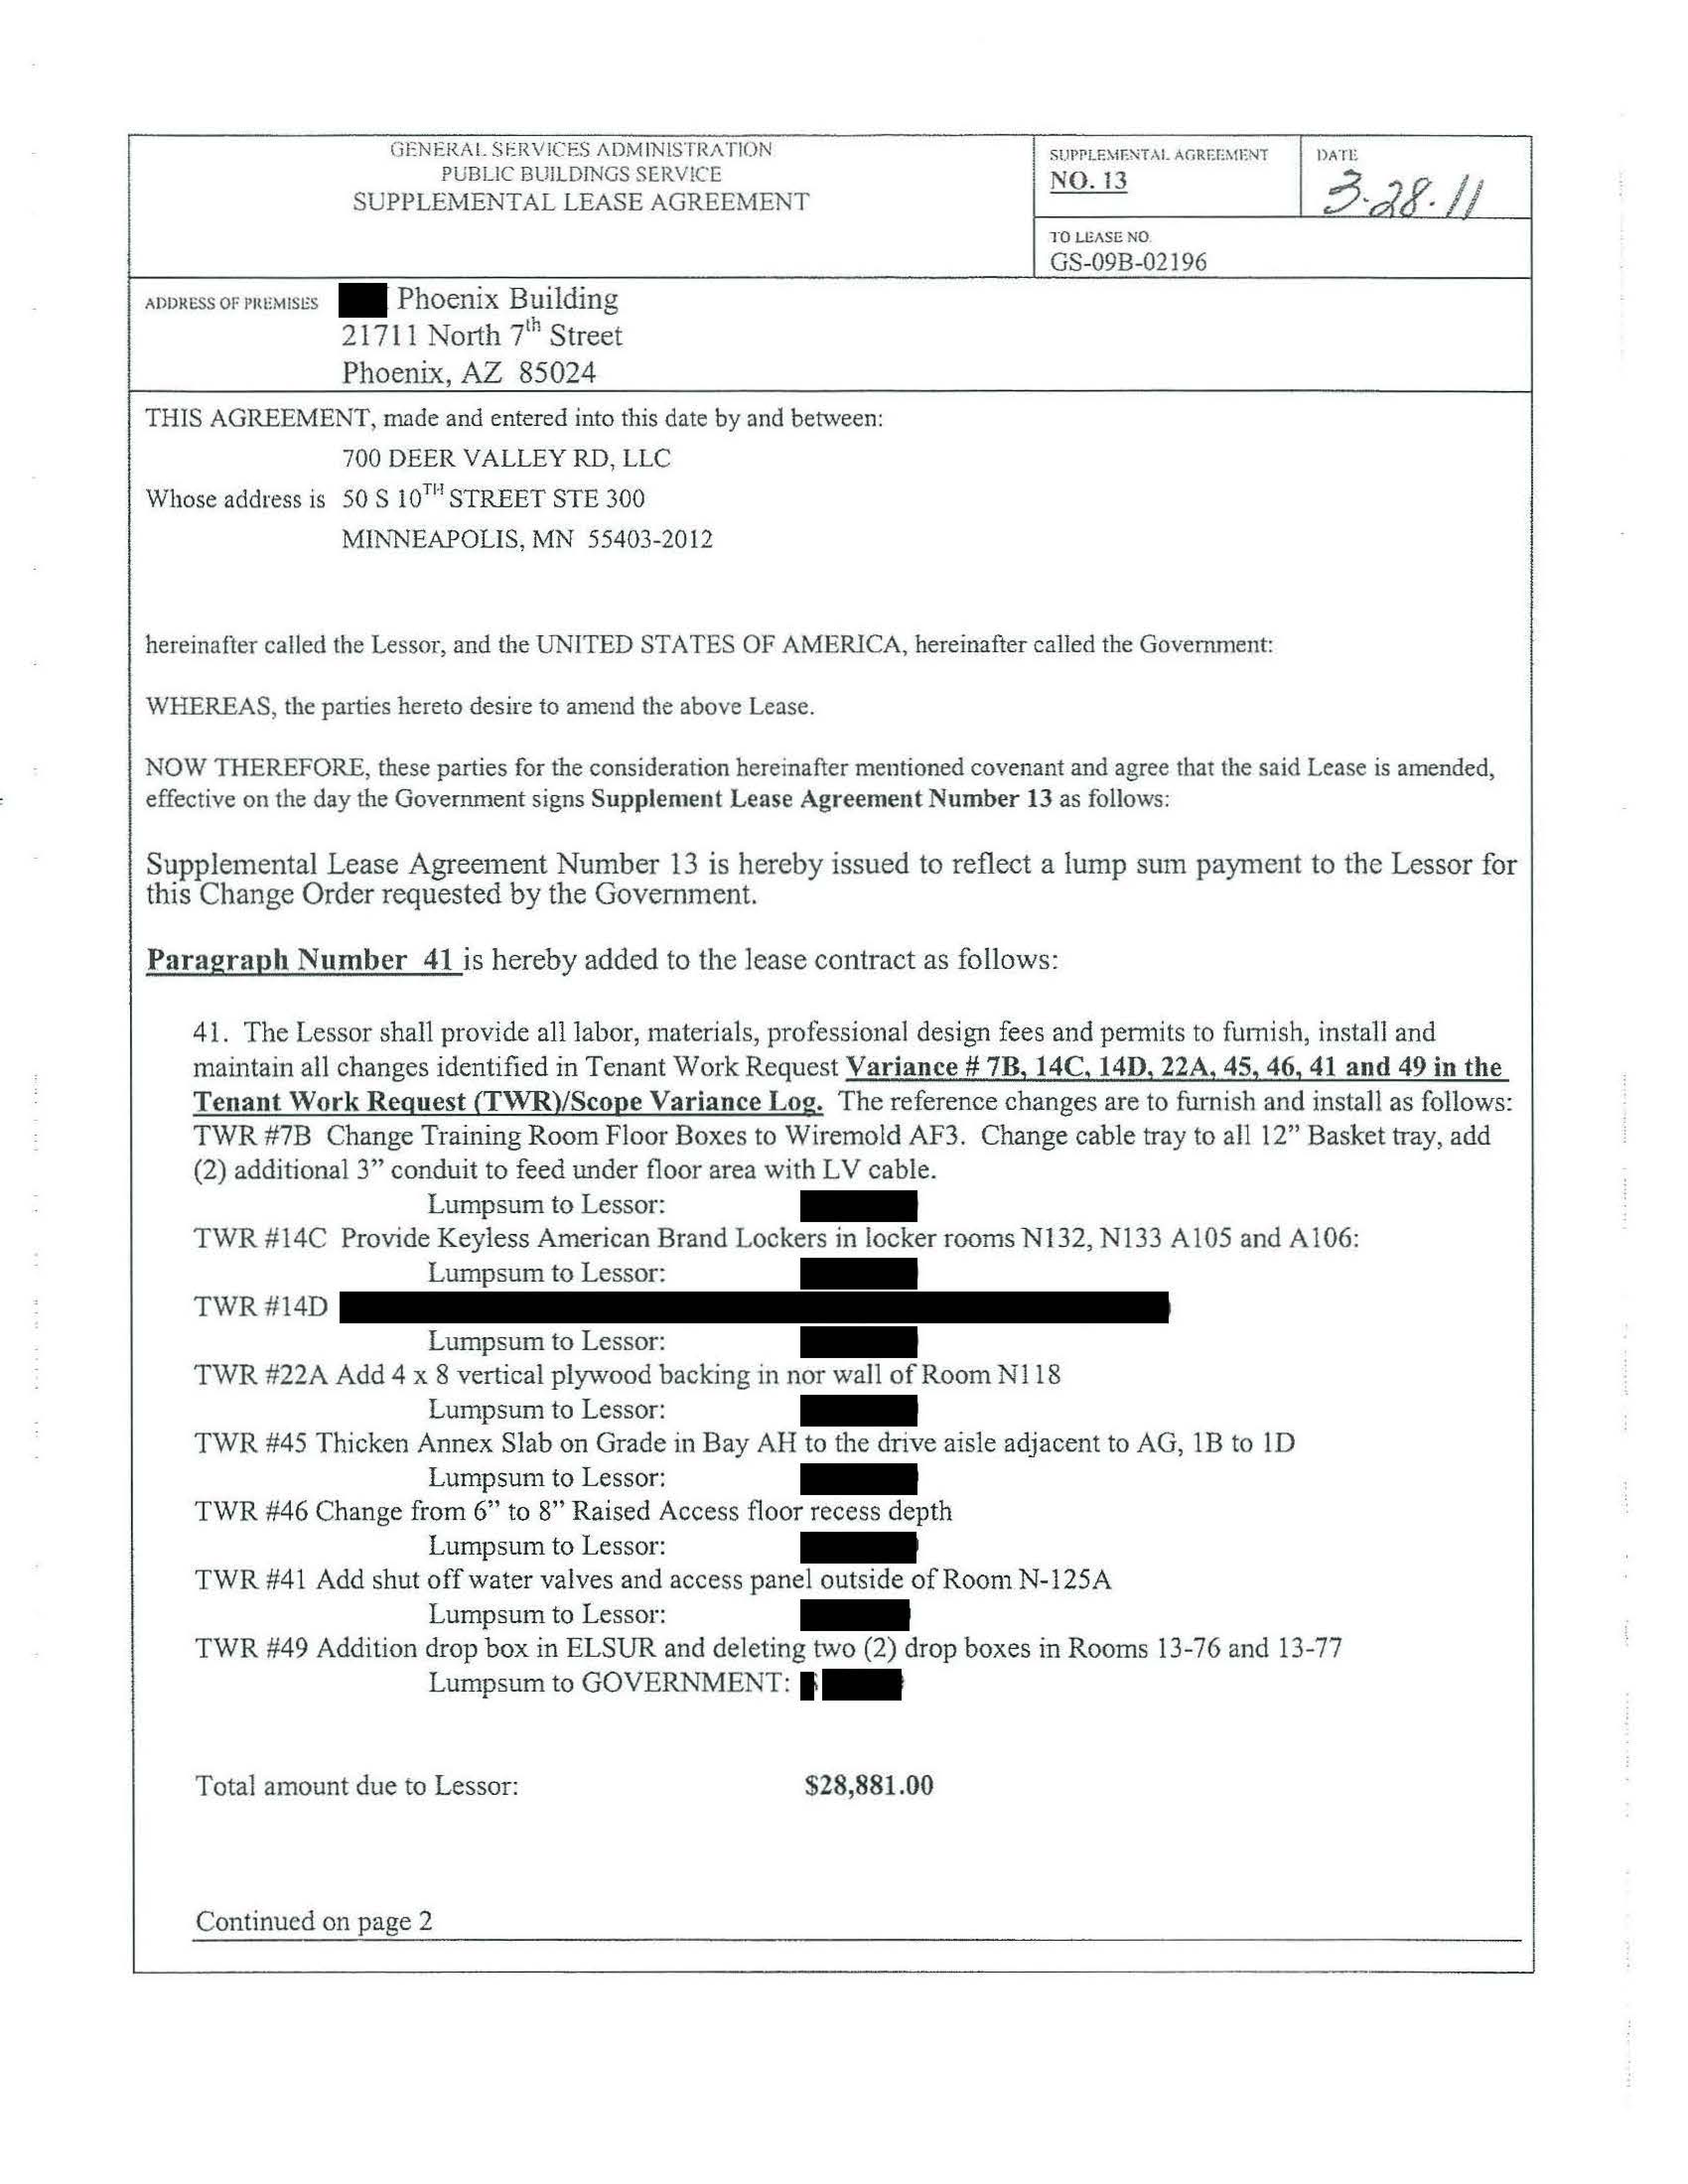 GENERAL SERVICES ADMINISTRATION
PUBLIC BUILDINGS SERVICE
SUPPLEMENTAL LEASE AGREEMENT
SUPPLEMENTAL AGREEMENT
NO. 13
DATE
3.28.11
TO LEASE NO.
GS-09B-02196
ADDRESS OF PREMISES Phoenix Building
21711 North 7th Street
Phoenix, AZ 85024
THIS AGREEMENT, made and entered into this date by and between:
700 DEER VALLEY RD, LLC
Whose address is 50 S 10TH STREET STE 300
MINNEAPOLIS, MN 55403-2012
hereinafter called the Lessor, and the UNITED STATES OF AMERICA, hereinafter called the Government:
WHEREAS, the parties hereto desire to amend the above Lease.
NOW THEREFORE, these parties for the consideration hereinafter mentioned covenant and agree that the said Lease is amended,
effective on the day the Government signs Supplement Lease Agreement Number 13 as follows:
Supplemental Lease Agreement Number 13 is hereby issued to reflect a lump sum payment to the Lessor for
this Change Order requested by the Government.
Paragraph Number 41 is hereby added to the lease contract as follows:
41. The Lessor shall provide all labor, materials, professional design fees and permits to furnish, install and
maintain all changes identified in Tenant Work Request Variance # 7B, 14C, 14D, 22A, 45, 46, 41 and 49 in the
Tenant Work Request (TWR)/Scope Variance Log. The reference changes are to furnish and install as follows:
TWR #7B Change Training Room Floor Boxes to Wiremold AF3. Change cable tray to all 12” Basket tray, add
(2) additional 3” conduit to feed under floor area with LV cable.
Lumpsum to Lessor:
TWR #14C Provide Keyless American Brand Lockers in locker rooms N132, N133 A105 and A106:
Lumpsum to Lessor:
TWR #14D
Lumpsum to Lessor:
TWR #22A Add 4 x 8 vertical plywood backing in nor wall of Room N118
Lumpsum to Lessor:
TWR #45 Thicken Annex Slab on Grade in Bay AH to the drive aisle adjacent to AG, 1B to 1D
Lumpsum to Lessor:
TWR #46 Change from 6” to 8” Raised Access floor recess depth
Lumpsum to Lessor:
TWR #41 Add shut off water valves and access panel outside of Room N-125A
Lumpsum to Lessor:
TWR #49 Addition drop box in ELSUR and deleting two (2) drop boxes in Rooms 13-76 and 13-77
Lumpsum to GOVERNMENT:
Total amount due to Lessor: $28,881.00
Continued on page 2